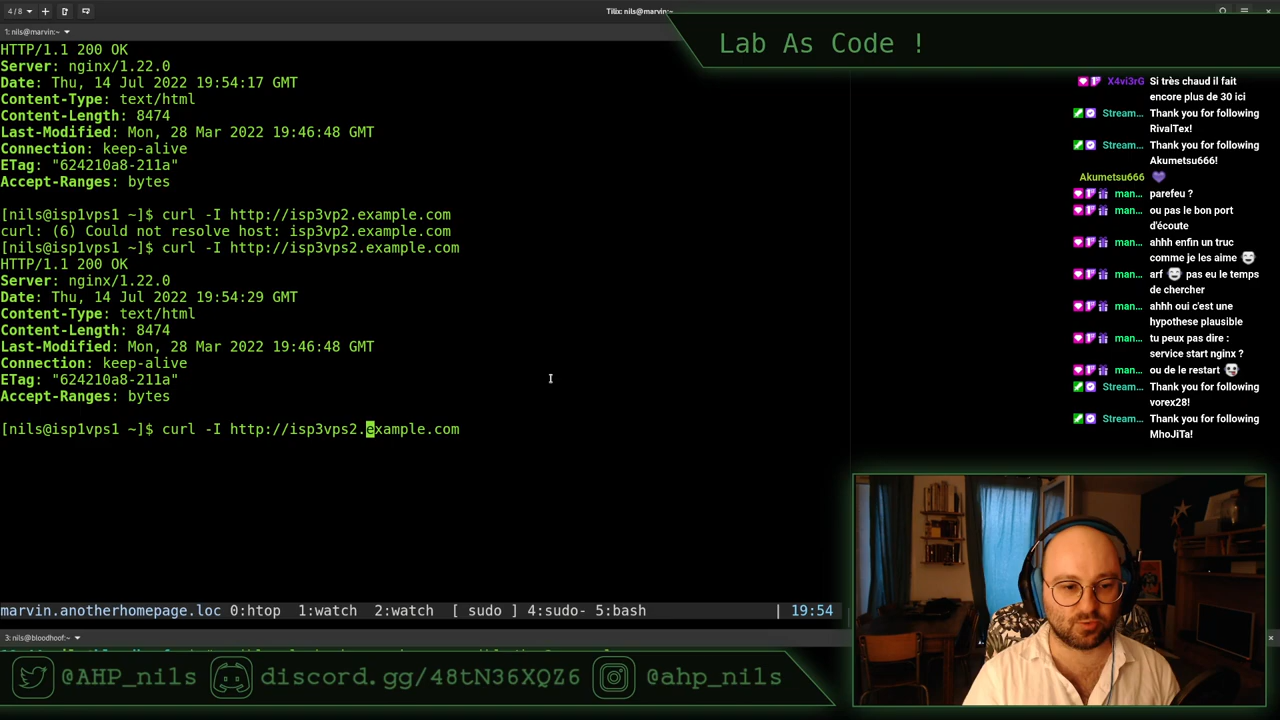 4 / 8
Tilix: nils@marvin:~
1: nils@marvin:~
Lab As Code !
HTTP/1.1 200 OK
Server: nginx/1.22.0
Date: Thu, 14 Jul 2022 19:54:17 GMT
Content-Type: text/html
Content-Length: 8474
Last-Modified: Mon, 28 Mar 2022 19:46:48 GMT
Connection: keep-alive
ETag: "624210a8-211a"
Accept-Ranges: bytes
[nils@isp1vps1 ~]$ curl -I http://isp3vp2.example.com
curl: (6) Could not resolve host: isp3vp2.example.com
[nils@isp1vps1 ~]$ curl -I http://isp3vps2.example.com
HTTP/1.1 200 OK
Server: nginx/1.22.0
Date: Thu, 14 Jul 2022 19:54:29 GMT
Content-Type: text/html
Content-Length: 8474
Last-Modified: Mon, 28 Mar 2022 19:46:48 GMT
Connection: keep-alive
ETag: "624210a8-211a"
Accept-Ranges: bytes
[nils@isp1vps1 ~]$ curl -I http://isp3vps2.example.com
marvin.anotherhomepage.loc 0:htop 1:watch 2:watch [ sudo ] 4:sudo- 5:bash | 19:54
3: nils@bloodhoof:~
@AHP_nils discord.gg/48tN36XQZ6 @ahp_nils
X4vi3rG Si très chaud il fait
encore plus de 30 ici
Stream... Thank you for following
RivalTex!
Stream... Thank you for following
Akumetsu666!
Akumetsu666
man... parefeu ?
man... ou pas le bon port
d'écoute
man... ahhh enfin un truc
comme je les aime
man... arf pas eu le temps
de chercher
man... ahhh oui c'est une
hypothese plausible
man... tu peux pas dire :
service start nginx ?
man... ou de le restart
Stream... Thank you for following
vorex28!
Stream... Thank you for following
MhoJiTa!